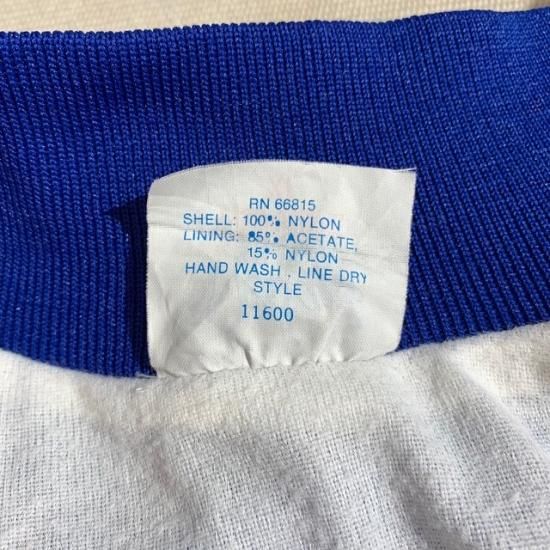 RN 66815
SHELL: 100% NYLON
LINING: 85% ACETATE,
15% NYLON
HAND WASH , LINE DRY
STYLE
11600